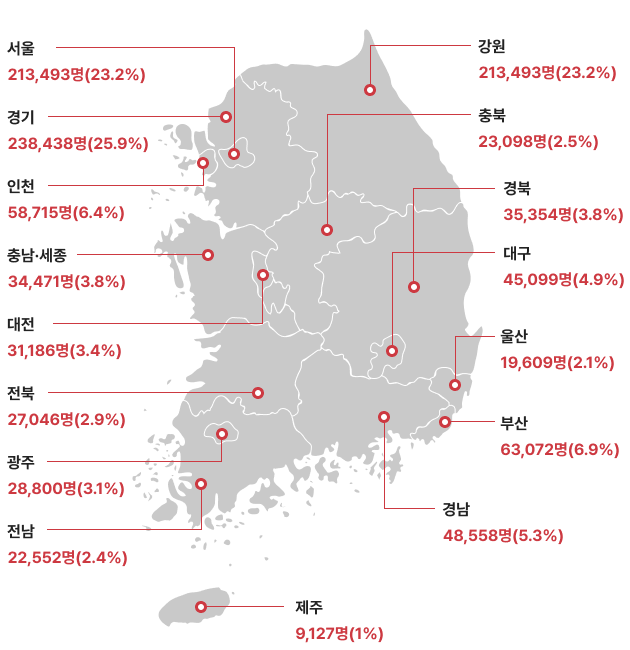 서울
213,493명(23.2%)
경기
238,438명(25.9%)
인천
58,715명(6.4%)
충남·세종
34,471명(3.8%)
대전
31,186명(3.4%)
전북
27,046명(2.9%)
광주
28,800명(3.1%)
전남
22,552명(2.4%)
강원
213,493명(23.2%)
충북
23,098명(2.5%)
경북
35,354명(3.8%)
대구
45,099명(4.9%)
울산
19,609명(2.1%)
부산
63,072명(6.9%)
경남
48,558명(5.3%)
제주
9,127명(1%)